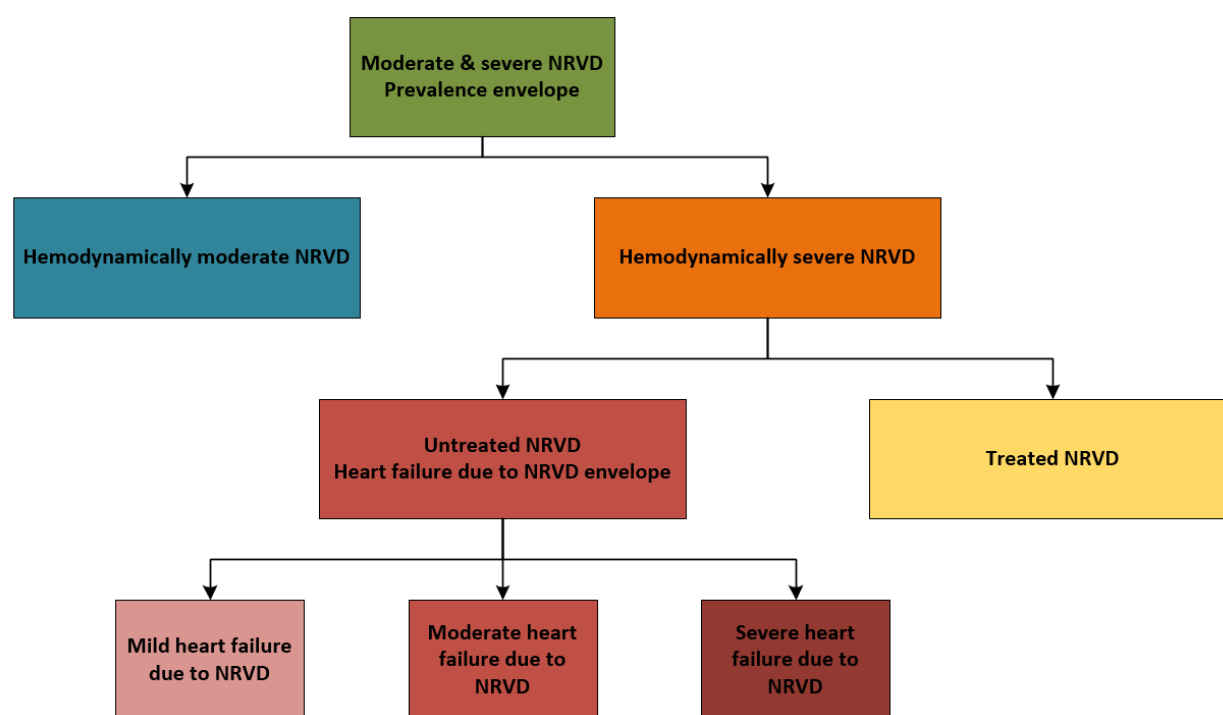 Moderate & severe NRVD
Prevalence envelope
Hemodynamically moderate NRVD
Hemodynamically severe NRVD
Untreated NRVD
Heart failure due to NRVD envelope
Treated NRVD
Mild heart failure
due to NRVD
Moderate heart
failure due to
NRVD
Severe heart
failure due to
NRVD